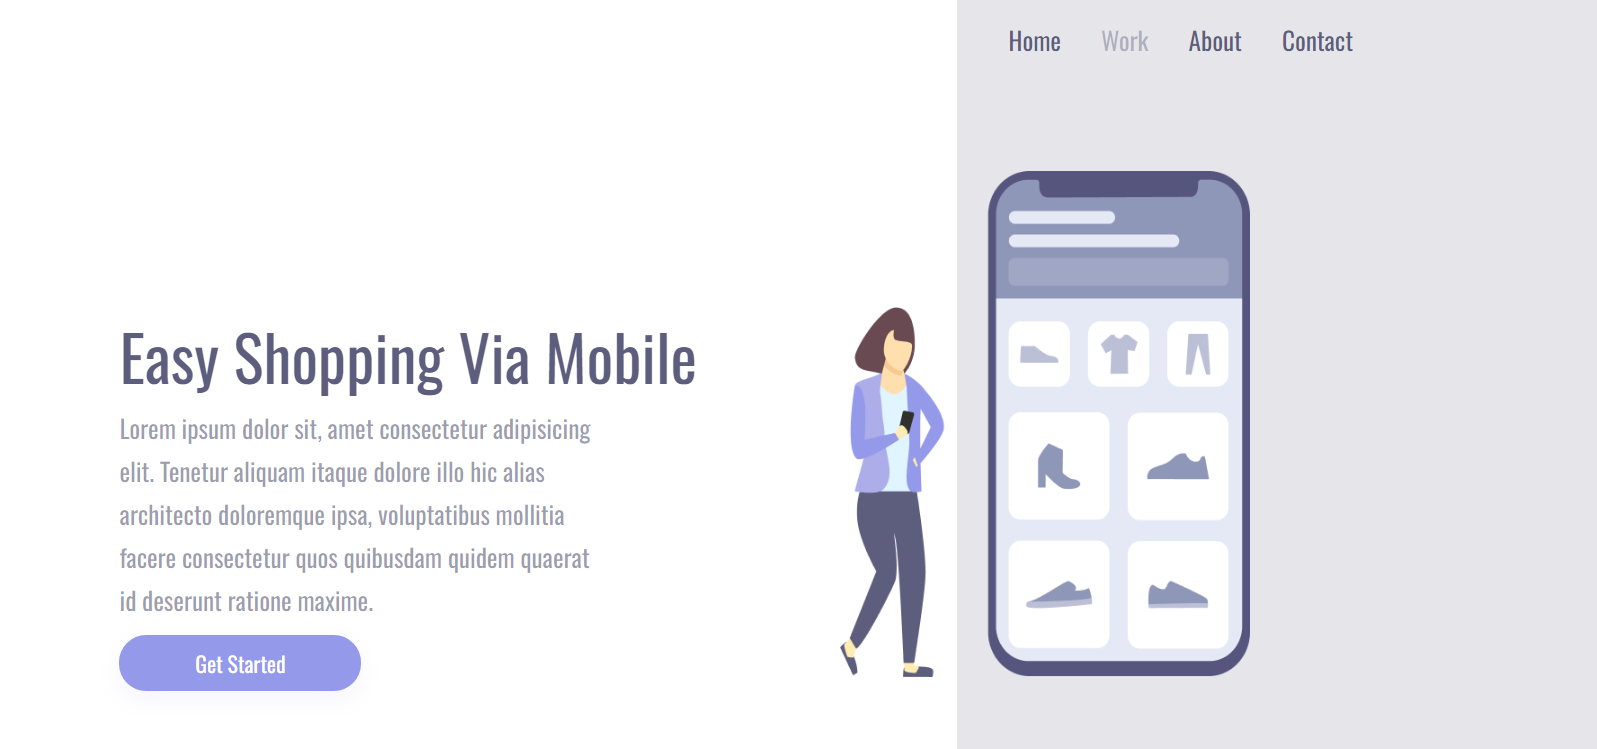 Home Work About Contact
Easy Shopping Via Mobile
Lorem ipsum dolor sit, amet consectetur adipisicing
elit. Tenetur aliquam itaque dolore illo hic alias
architecto doloremque ipsa, voluptatibus mollitia
facere consectetur quos quibusdam quidem quaerat
id deserunt ratione maxime.
Get Started